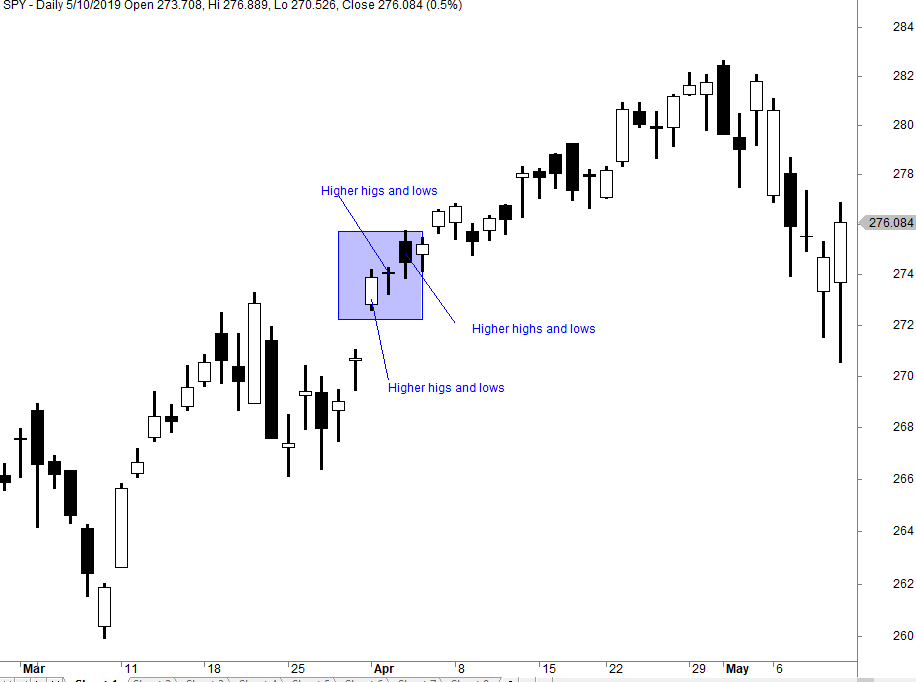 SPY - Daily 5/10/2019 Open 273.708, Hi 276.889, Lo 270.526, Close 276.084 (0.5%)
284
282
280
278
Higher higs and lows
276.084
274
Higher highs and lows
272
270
Higher higs and lows
268
266
264
262
260
Mar 11 18 25 Apr 8 15 22 29 May 6